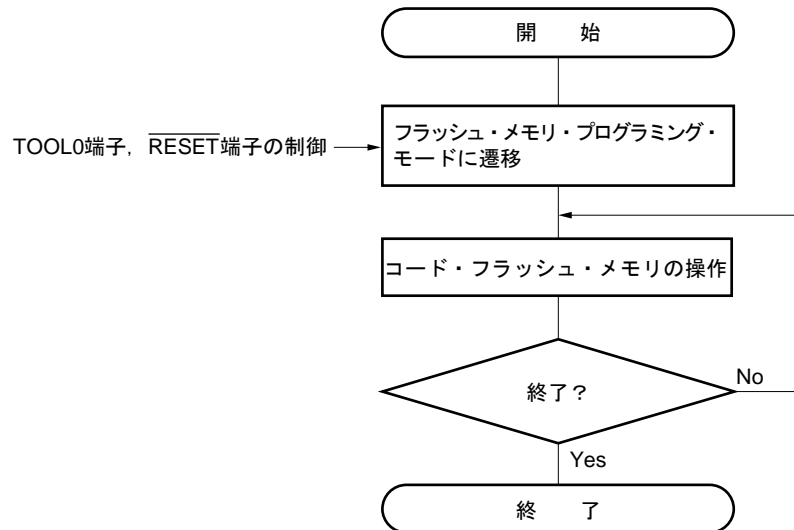 開 始
TOOL0端子，RESET端子の制御
フラッシュ・メモリ・プログラミング・
モードに遷移
コード・フラッシュ・メモリの操作
終了？
No
Yes
終 了